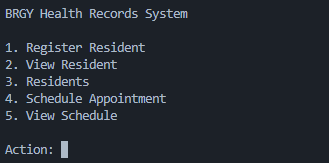 BRGY Health Records System
1. Register Resident
2. View Resident
3. Residents
4. Schedule Appointment
5. View Schedule
Action: